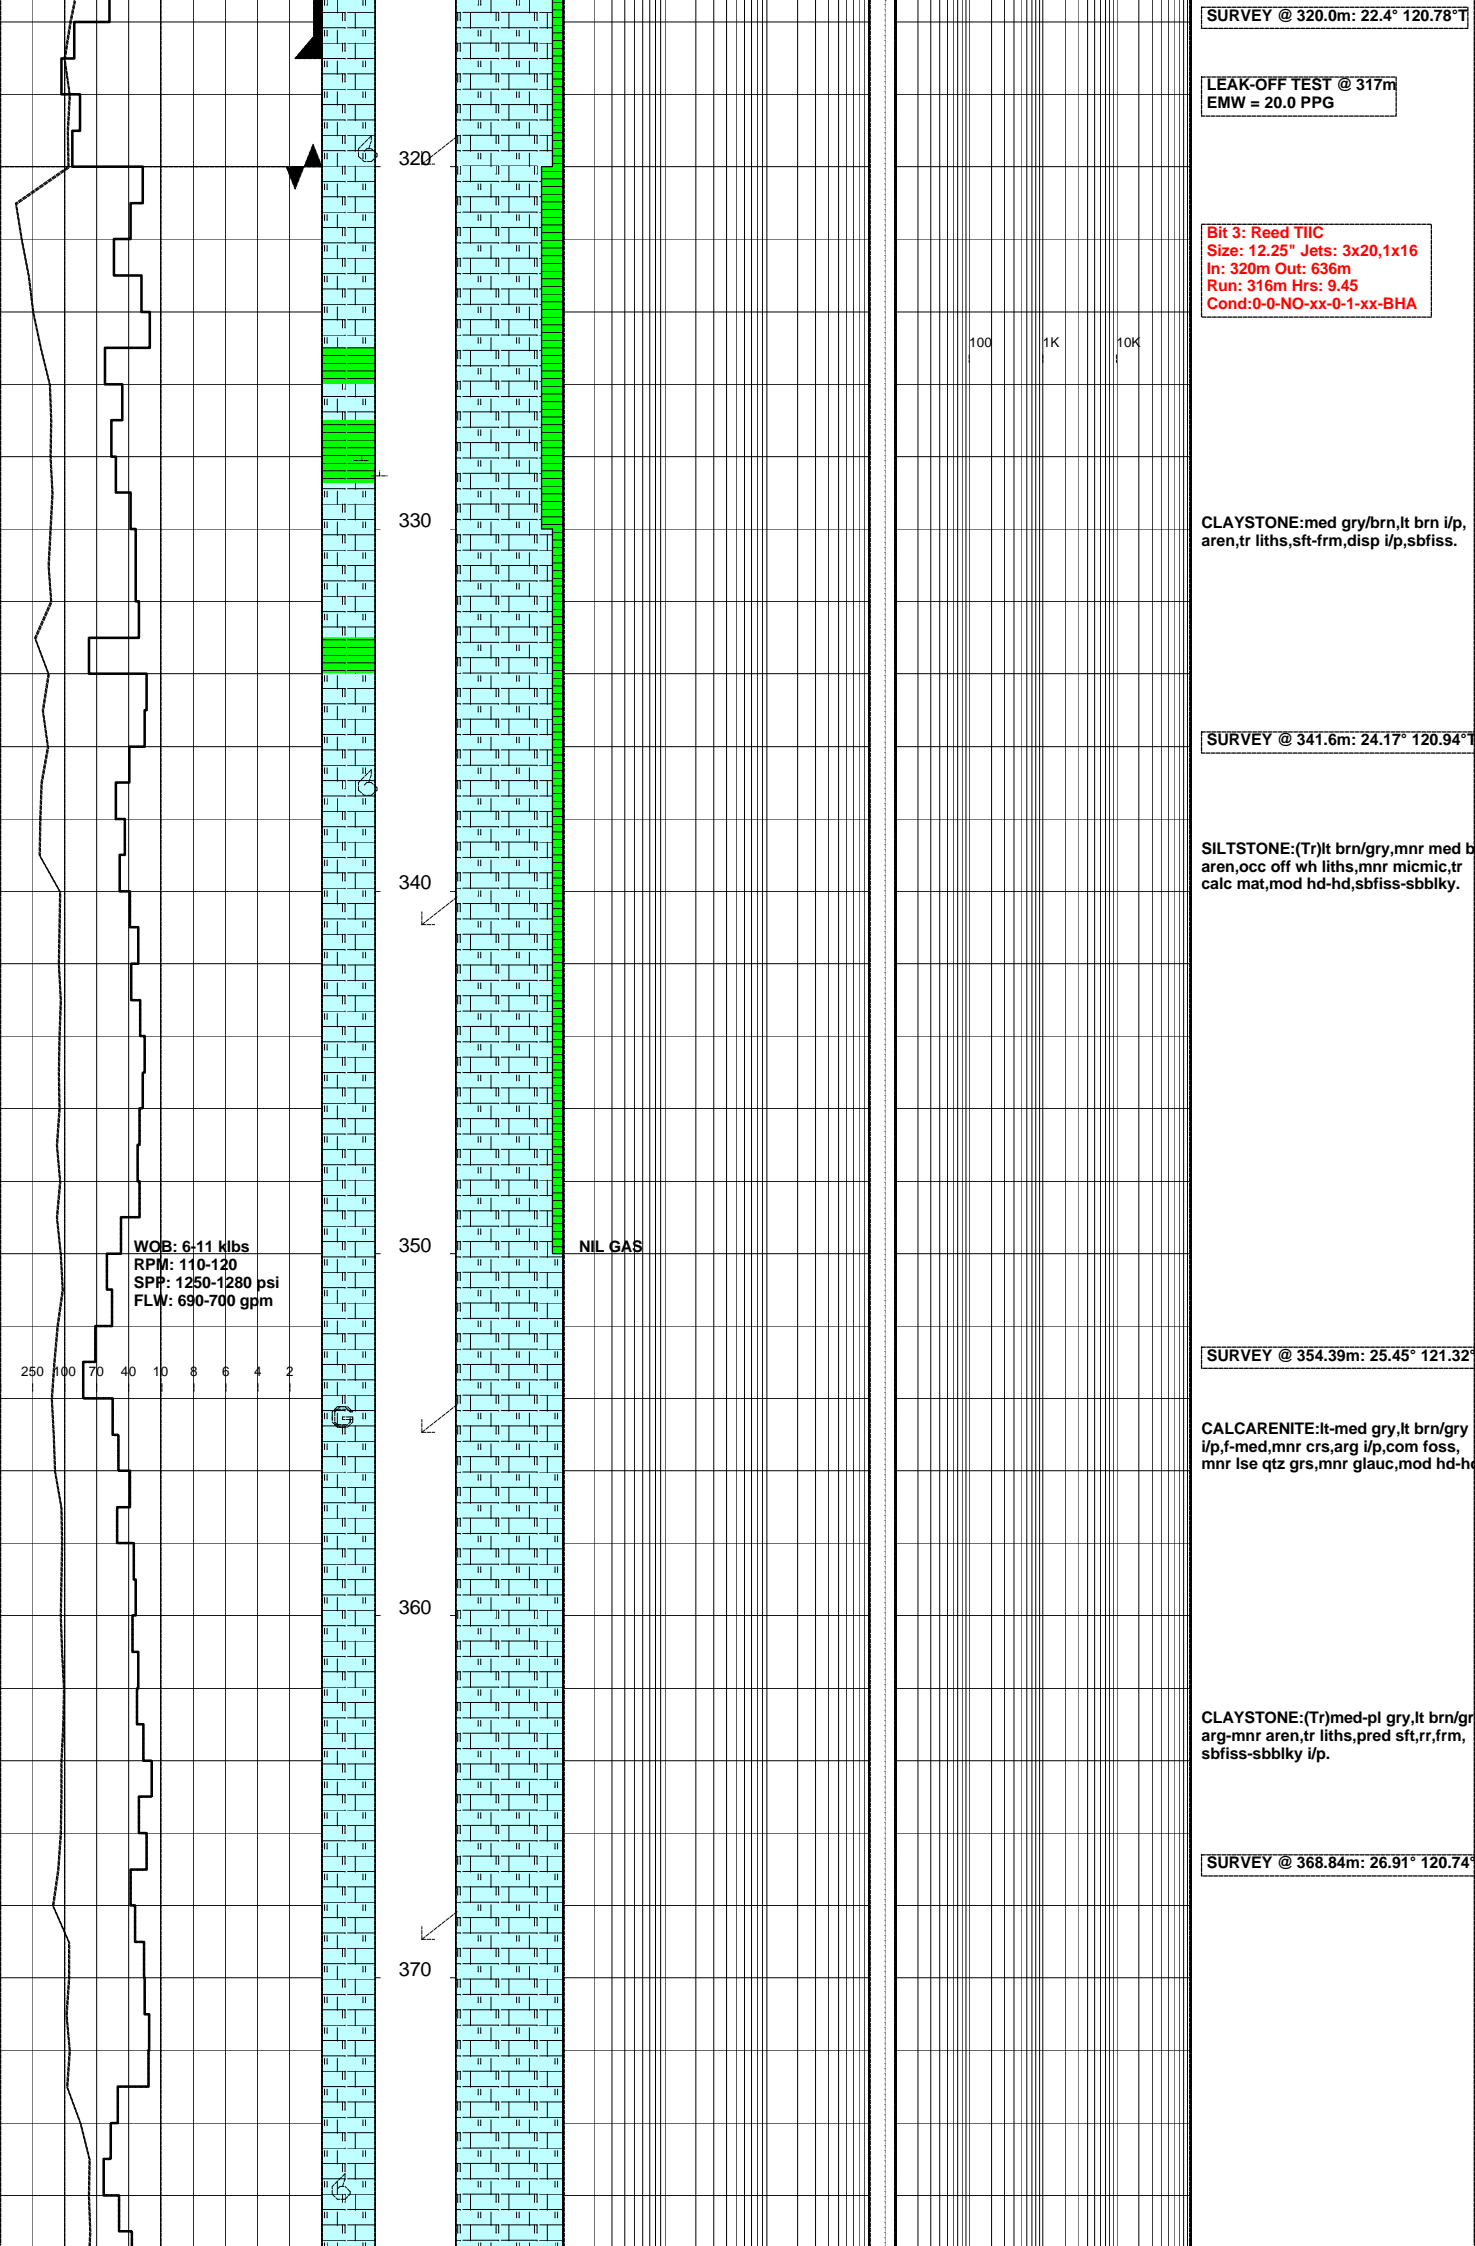 SURVEY @ 320.0m: 22.4° 120.78°T
LEAK-OFF TEST @ 317m
EMW = 20.0 PPG
320
Bit 3: Reed TIIC
Size: 12.25" Jets: 3x20,1x16
In: 320m Out: 636m
Run: 316m Hrs: 9.45
Cond:0-0-NO-xx-0-1-xx-BHA
100 1K 10K
330
CLAYSTONE:med gry/brn,lt brn i/p,
aren,tr liths,sft-frm,disp i/p,sbfiss.
SURVEY @ 341.6m: 24.17° 120.94°T
SILTSTONE:(Tr)lt brn/gry,mnr med b
aren,occ off wh liths,mnr micmic,tr
calc mat,mod hd-hd,sbfiss-sbblky.
340
350
NIL GAS
WOB: 6-11 klbs
RPM: 110-120
SPP: 1250-1280 psi
FLW: 690-700 gpm
SURVEY @ 354.39m: 25.45° 121.32°
250 100 70 40 10 8 6 4 2
G
CALCARENITE:lt-med gry,lt brn/gry
i/p,f-med,mnr crs,arg i/p,com foss,
mnr lse qtz grs,mnr glauc,mod hd-hd
360
CLAYSTONE:(Tr)med-pl gry,lt brn/gr
arg-mnr aren,tr liths,pred sft,rr,frm,
sbfiss-sbblky i/p.
SURVEY @ 368.84m: 26.91° 120.74°
370